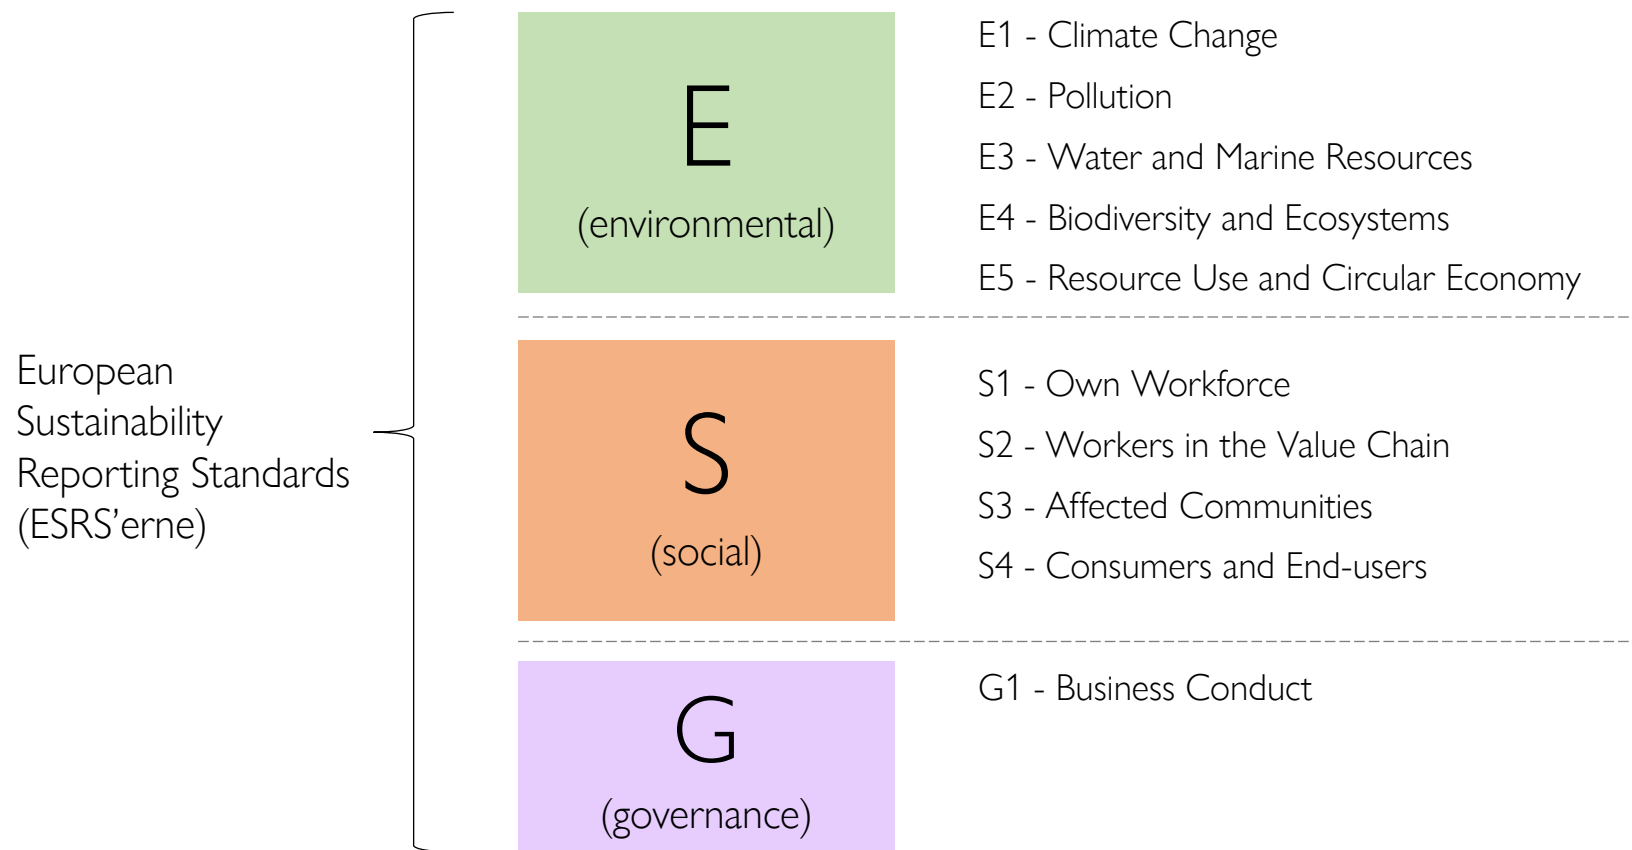 European
Sustainability
Reporting Standards
(ESRS’erne)
E
(environmental)
E1 - Climate Change
E2 - Pollution
E3 - Water and Marine Resources
E4 - Biodiversity and Ecosystems
E5 - Resource Use and Circular Economy
S
(social)
S1 - Own Workforce
S2 - Workers in the Value Chain
S3 - Affected Communities
S4 - Consumers and End-users
G
(governance)
G1 - Business Conduct